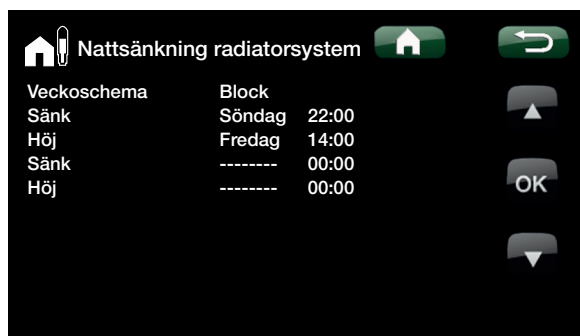 Nattsänkning radiatorsystem
Veckoschema Block
Sänk Söndag 22:00
Höj Fredag 14:00
Sänk -------- 00:00
Höj -------- 00:00
OK